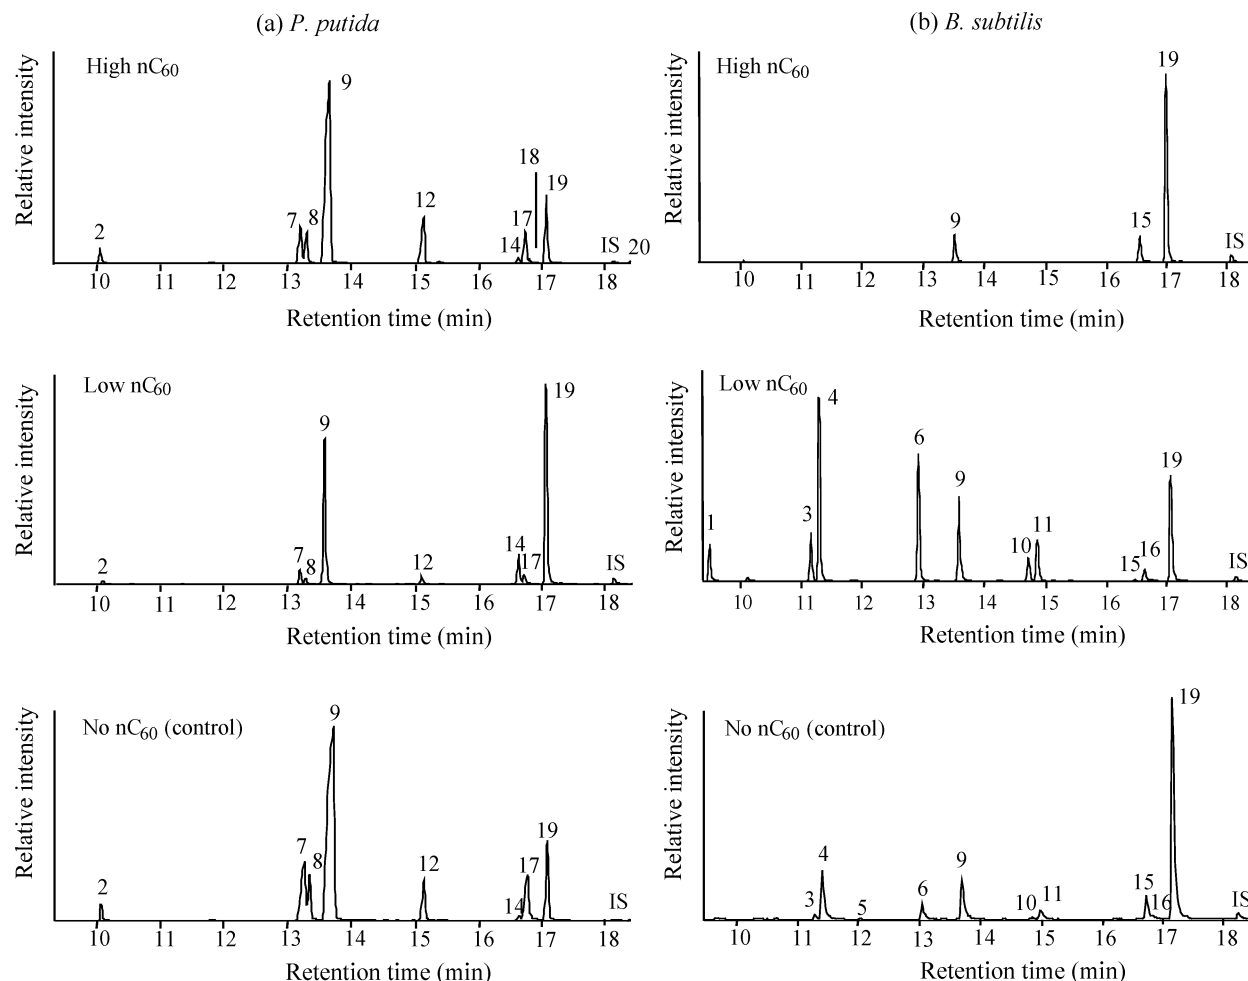 (a) P. putida
(b) B. subtilis
High nC60
Relative intensity
2
7
8
9
12
14
17
18
19
IS
20
10 11 12 13 14 15 16 17 18
Retention time (min)
High nC60
Relative intensity
9
15
19
IS
10 11 12 13 14 15 16 17 18
Retention time (min)
Low nC60
Relative intensity
2
7
8
9
12
14
17
19
IS
10 11 12 13 14 15 16 17 18
Retention time (min)
Low nC60
Relative intensity
1
3
4
6
9
10
11
15
16
19
IS
10 11 12 13 14 15 16 17 18
Retention time (min)
No nC60 (control)
Relative intensity
2
7
8
9
12
14
17
19
IS
10 11 12 13 14 15 16 17 18
Retention time (min)
No nC60 (control)
Relative intensity
3
4
5
6
9
10
11
15
16
19
IS
10 11 12 13 14 15 16 17 18
Retention time (min)